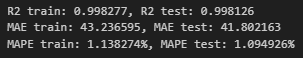 R2 train: 0.998277, R2 test: 0.998126
MAE train: 43.236595, MAE test: 41.802163
MAPE train: 1.138274%, MAPE test: 1.094926%